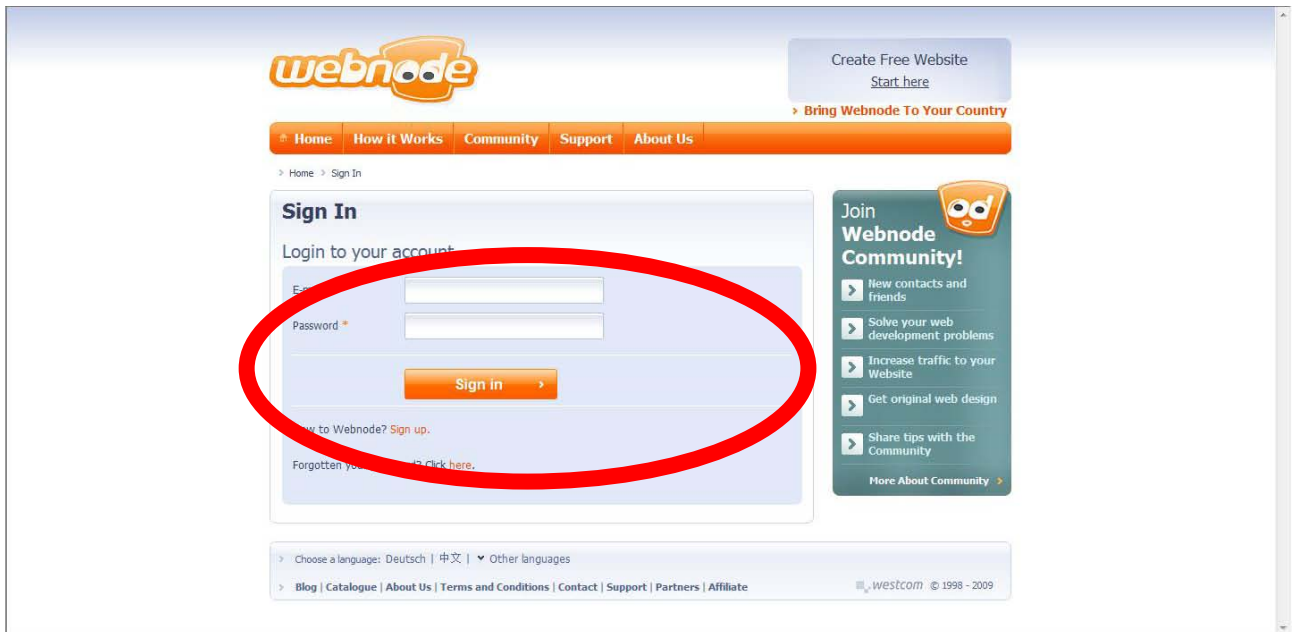 webnode
Create Free Website
Start here
› Bring Webnode To Your Country
Home How it Works Community Support About Us
> Home > Sign In
Sign In
Login to your account
Password *
Sign in ›
to Webnode? Sign up.
Forgotten Click here.
Join
Webnode
Community!
New contacts and
friends
Solve your web
development problems
Increase traffic to your
Website
Get original web design
Share tips with the
Community
More About Community ›
> Choose a language: Deutsch | 中文 | Other languages
> Blog | Catalogue | About Us | Terms and Conditions | Contact | Support | Partners | Affiliate
westcom © 1998 - 2009